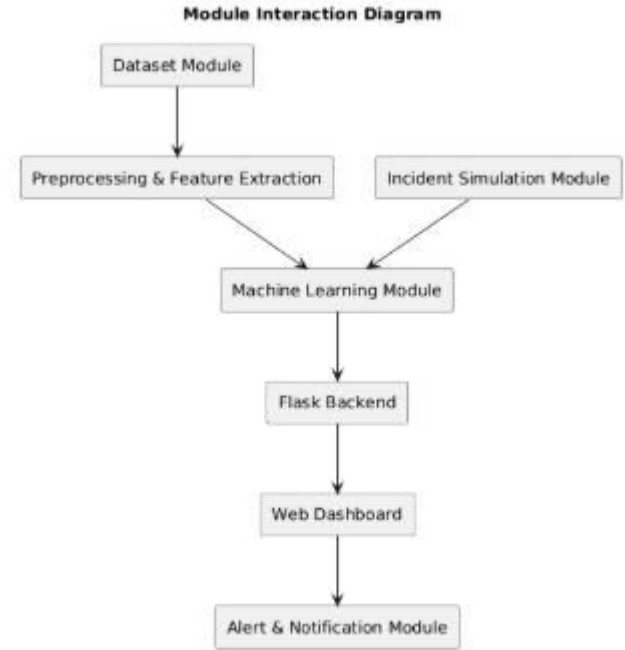 Module Interaction Diagram
Dataset Module
Preprocessing & Feature Extraction
Incident Simulation Module
Machine Learning Module
Flask Backend
Web Dashboard
Alert & Notification Module